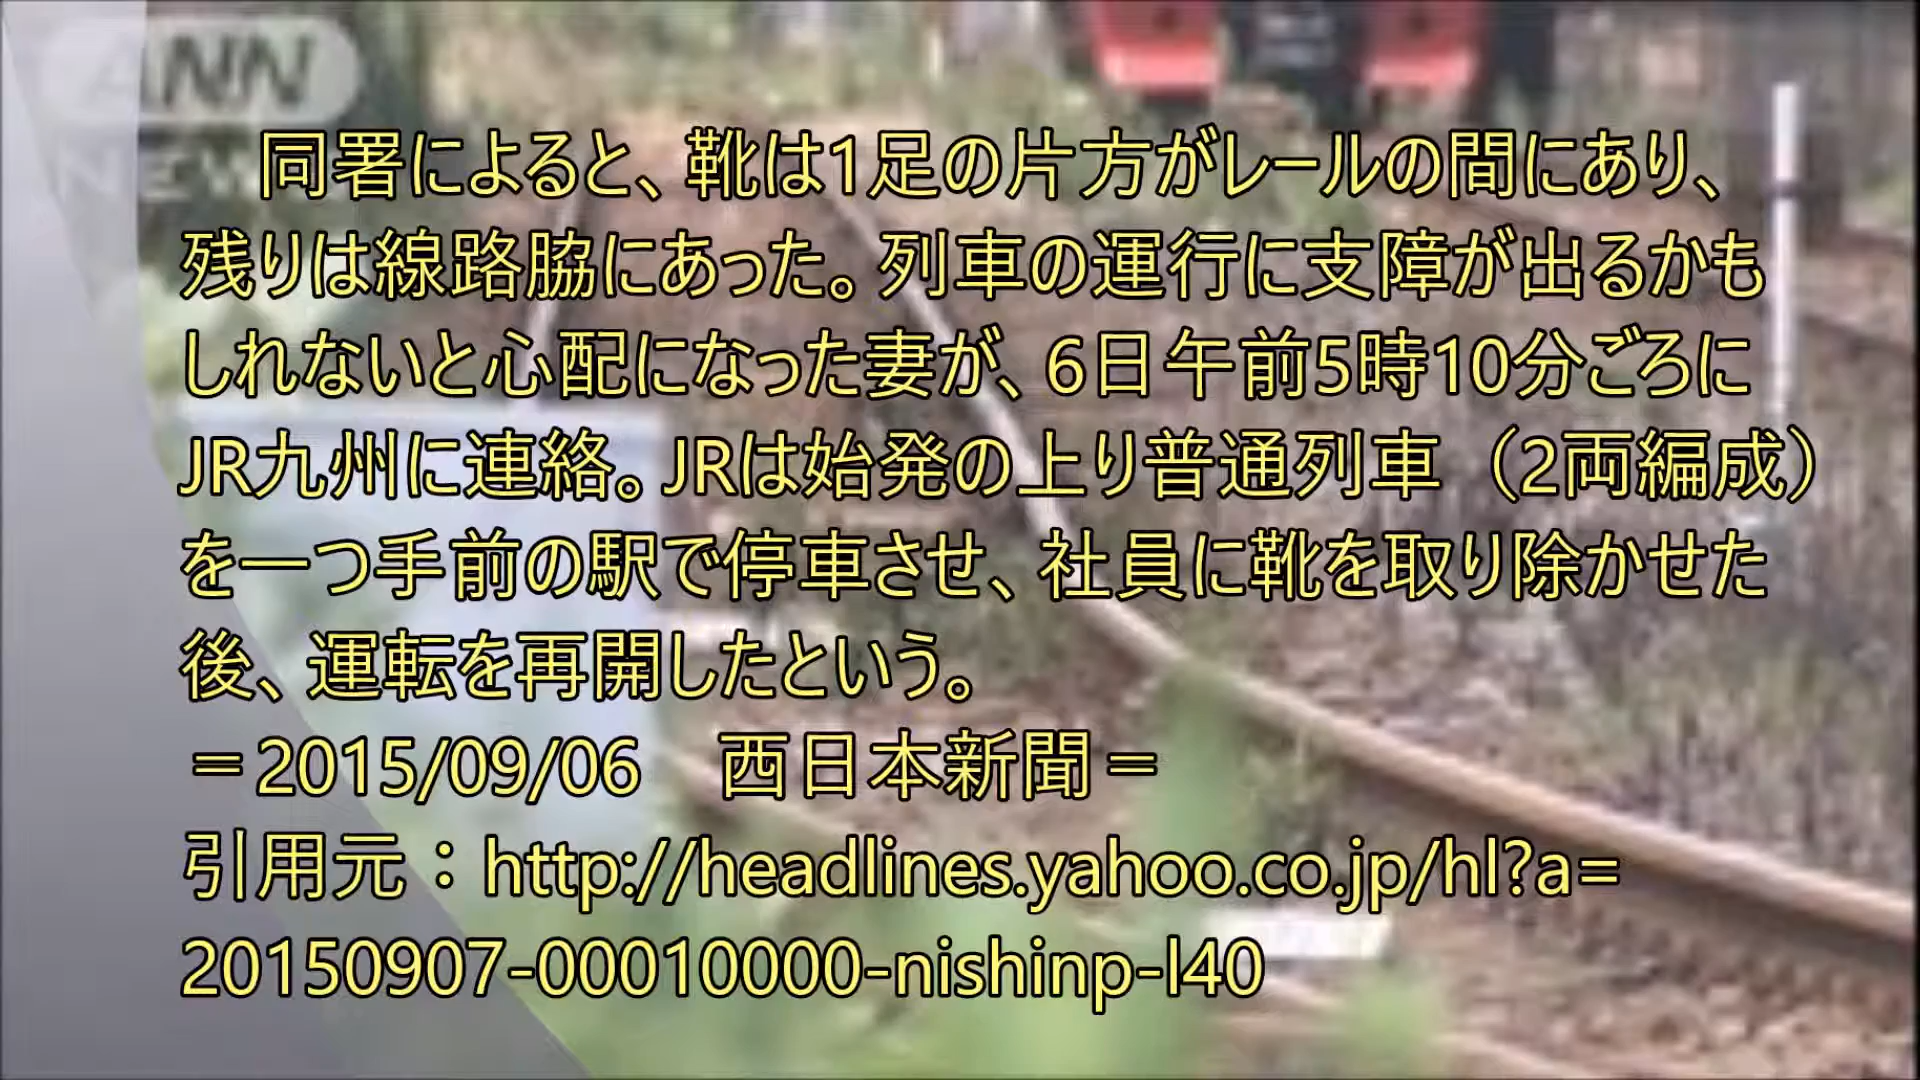 ANN
NEW
同署によると、靴は1足の片方がレールの間にあり、
残りは線路脇にあった。列車の運行に支障が出るかも
しれないと心配になった妻が、6日午前5時10分ごろに
JR九州に連絡。JRは始発の上り普通列車（2両編成）
を一つ手前の駅で停車させ、社員に靴を取り除かせた
後、運転を再開したという。
＝2015/09/06　西日本新聞＝
引用元：http://headlines.yahoo.co.jp/hl?a=
20150907-00010000-nishinp-l40